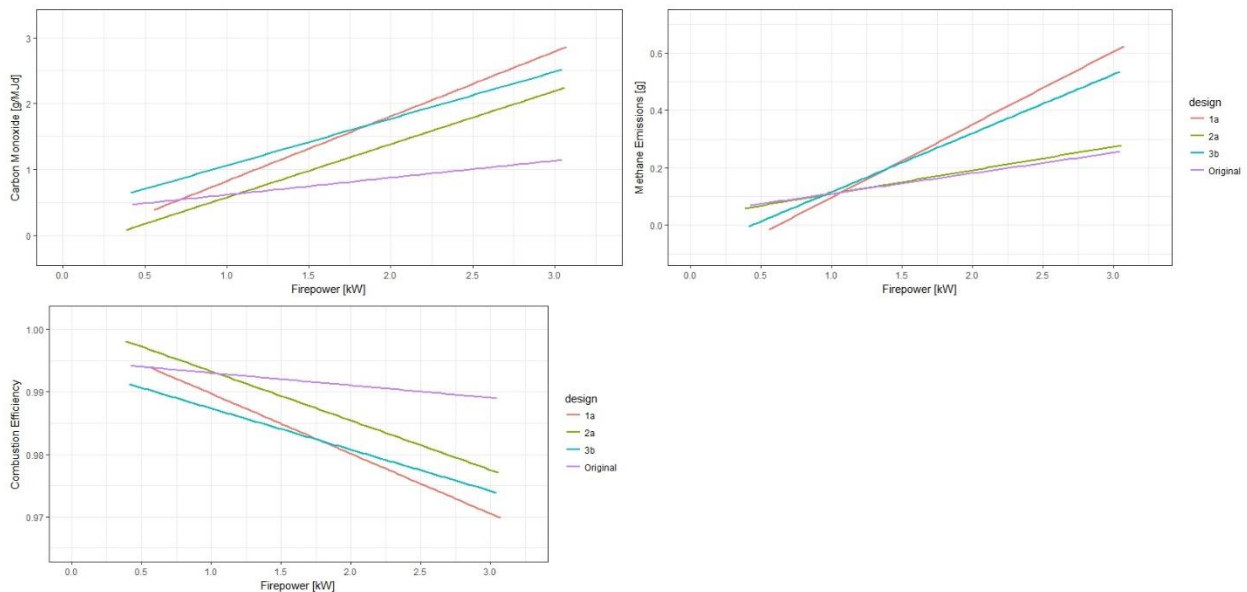 3
2
1
0
Carbon Monoxide [g/MJd]
0.0 0.5 1.0 1.5 2.0 2.5 3.0
Firepower [kW]
0.6
0.4
0.2
0.0
Methane Emissions [g]
0.0 0.5 1.0 1.5 2.0 2.5 3.0
Firepower [kW]
design
1a
2a
3b
Original
1.00
0.99
0.98
0.97
Combustion Efficiency
0.0 0.5 1.0 1.5 2.0 2.5 3.0
Firepower [kW]
design
1a
2a
3b
Original